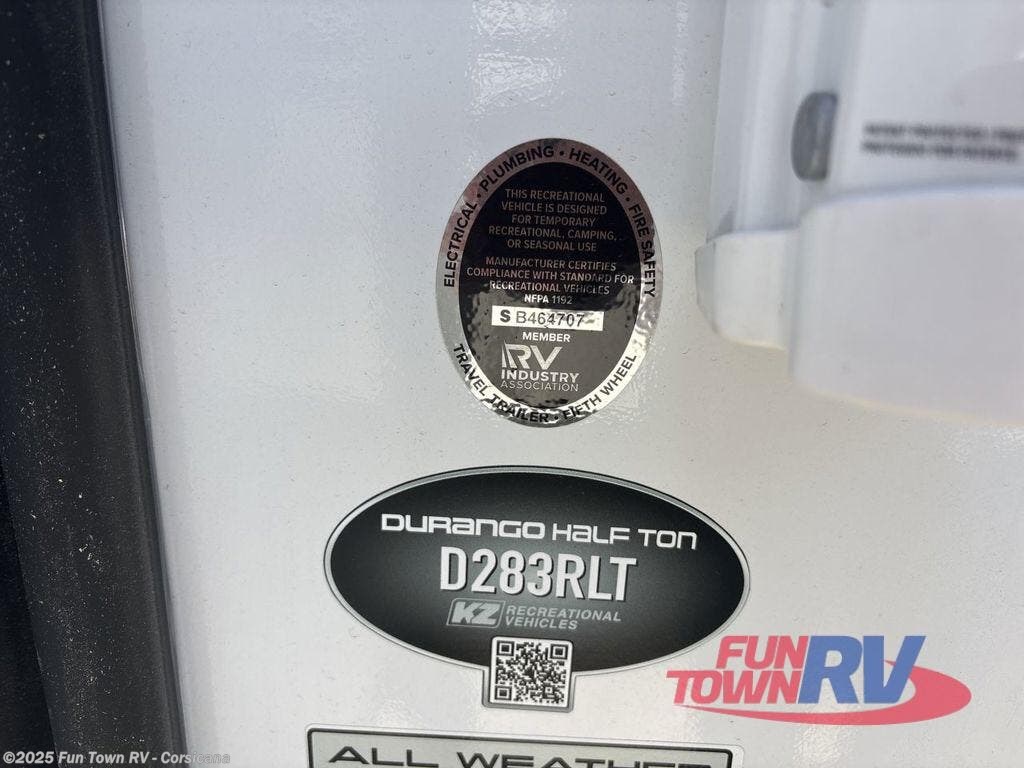 ELECTRICAL • PLUMBING • HEATING • FIRE SAFETY
THIS RECREATIONAL
VEHICLE IS DESIGNED
FOR TEMPORARY
RECREATIONAL, CAMPING,
OR SEASONAL USE
MANUFACTURER CERTIFIES
COMPLIANCE WITH STANDARD FOR
RECREATIONAL VEHICLES
NFPA 1192
S B464707
MEMBER
RV
INDUSTRY
ASSOCIATION
TRAVEL TRAILER • FIFTH WHEEL
DURANGO HALF TON
D283RLT
KZ RECREATIONAL
VEHICLES
FUN
TOWN RV
ALL WEATHER
©2025 Fun Town RV - Corsicana